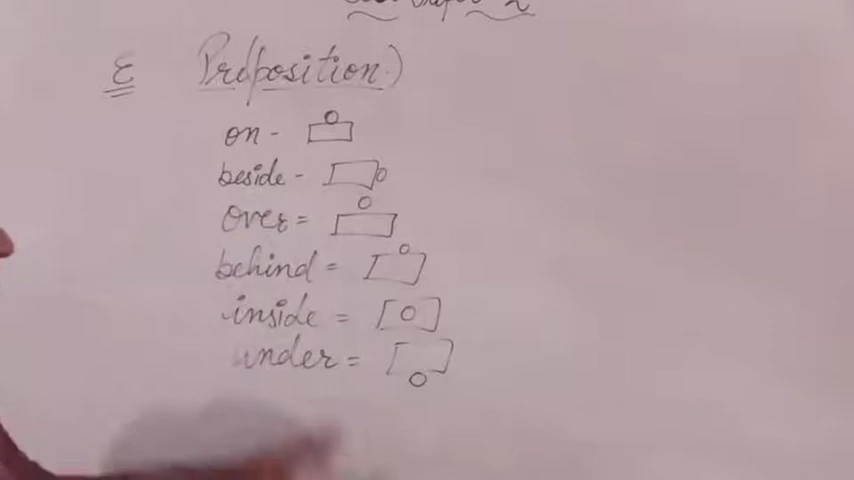 ε Preposition)
on -
beside -
over =
behind =
inside =
under =